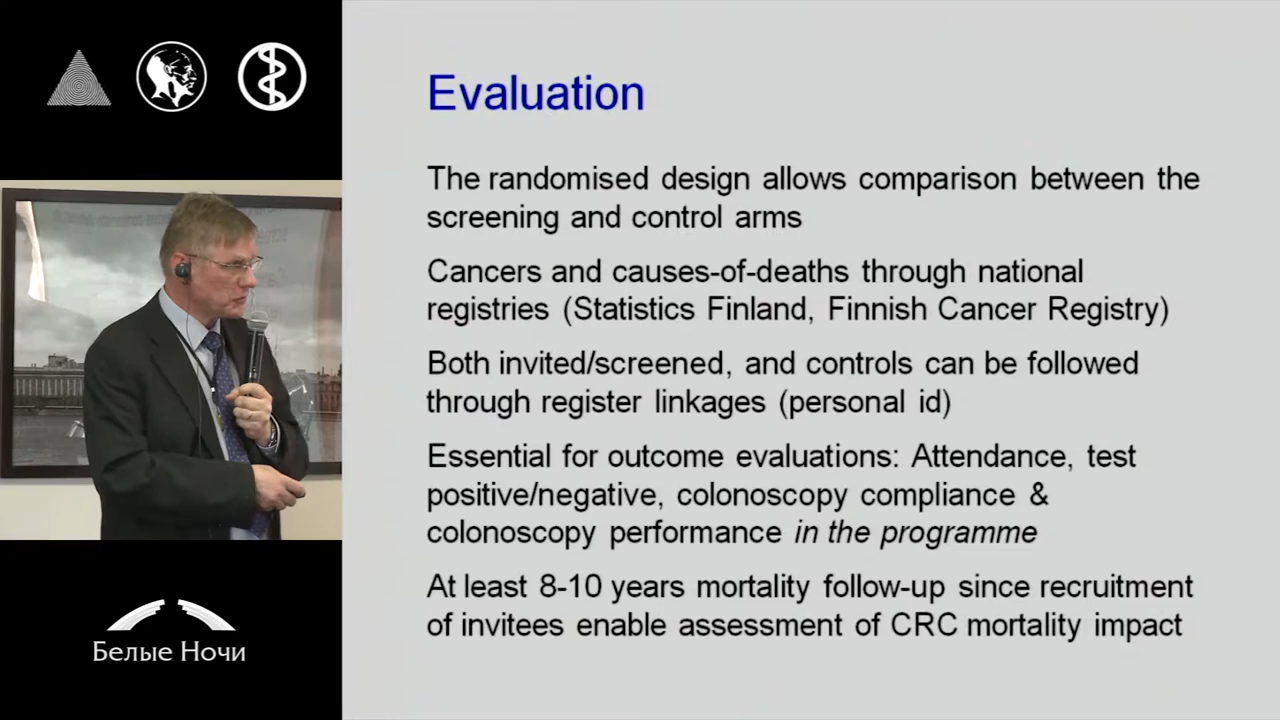 Evaluation
The randomised design allows comparison between the
screening and control arms
Cancers and causes-of-deaths through national
registries (Statistics Finland, Finnish Cancer Registry)
Both invited/screened, and controls can be followed
through register linkages (personal id)
Essential for outcome evaluations: Attendance, test
positive/negative, colonoscopy compliance &
colonoscopy performance in the programme
At least 8-10 years mortality follow-up since recruitment
of invitees enable assessment of CRC mortality impact
Белые Ночи